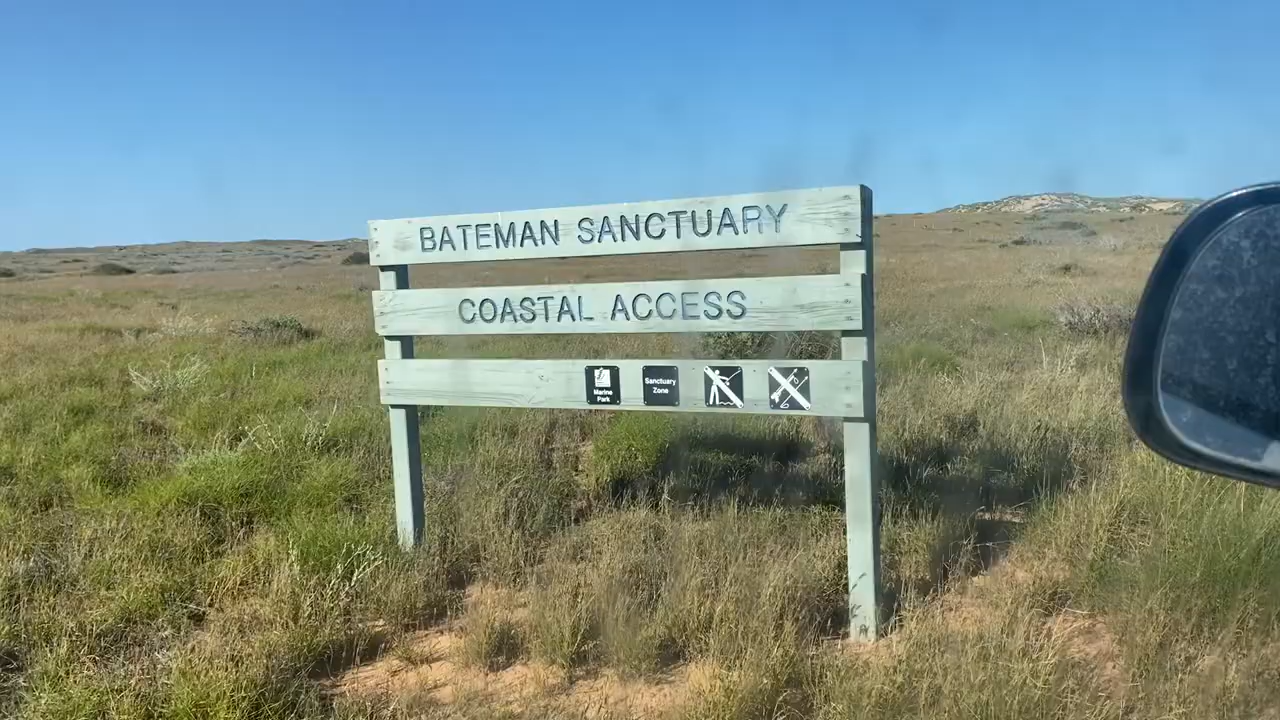 BATEMAN SANCTUARY
COASTAL ACCESS
Marine
Park
Sanctuary
Zone